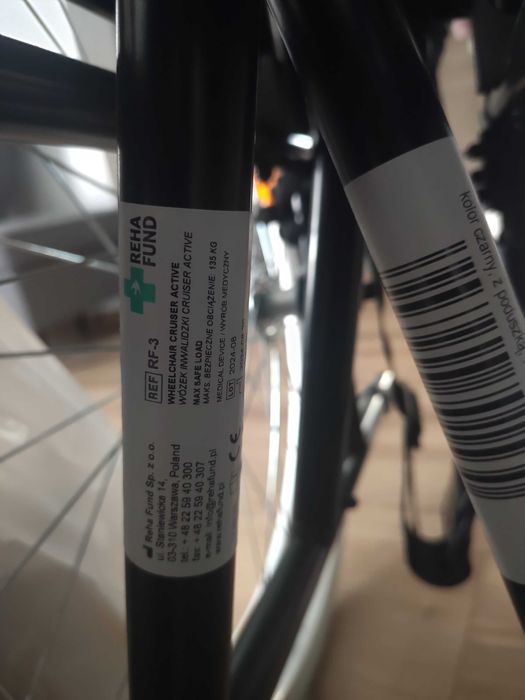 REHA
FUND
REF RF-3
WHEELCHAIR CRUISER ACTIVE
WÓZEK INWALIDZKI CRUISER ACTIVE
MAX SAFE LOAD
MAKS. BEZPIECZNE OBCIĄŻENIE: 135 KG
MEDICAL DEVICE / WYRÓB MEDYCZNY
LOT 2024-08
CE
Reha Fund Sp. z o.o.
ul. Staniewicka 14,
03-310 Warszawa, Poland
tel: + 48 22 59 40 300
fax: + 48 22 59 40 307
e-mail: info@rehafund.pl
www.rehafund.pl
kolor czarny,
podnóżki z